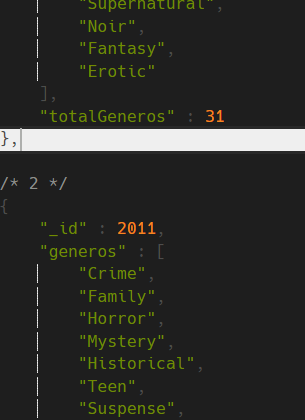 "Supernatural",
"Noir",
"Fantasy",
"Erotic"
],
"totalGeneros" : 31
},
/* 2 */
{
"_id" : 2011,
"generos" : [
"Crime",
"Family",
"Horror",
"Mystery",
"Historical",
"Teen",
"Suspense",